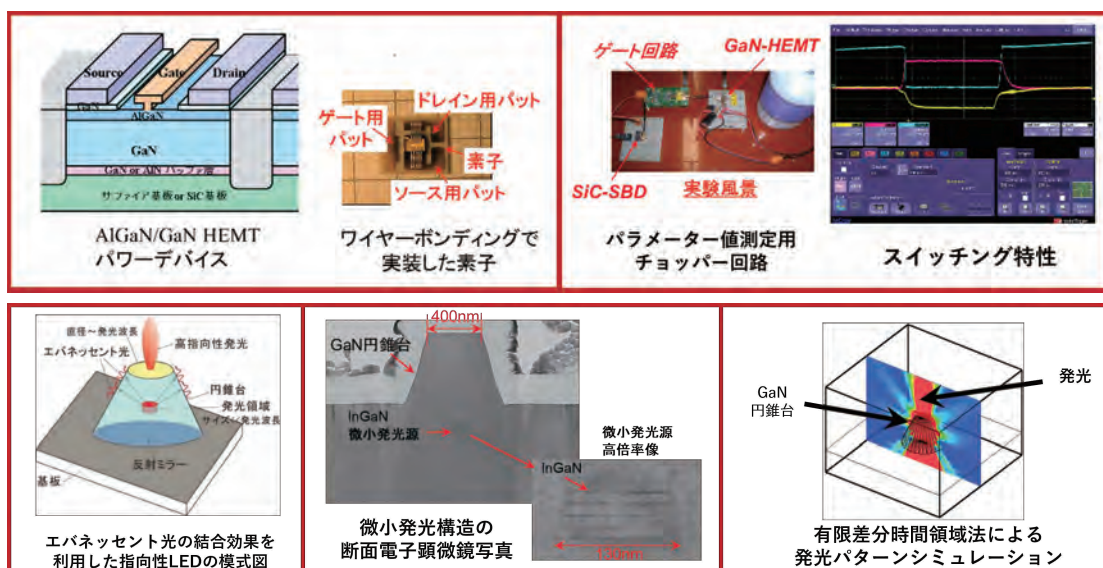 Source
Gate
Drain
GaN
AlGaN
GaN
GaN or AlN バッファ層
サファイア基板 or SiC 基板
AlGaN/GaN HEMT
パワーデバイス
ドレイン用パット
ゲート用
パット
素子
ソース用パット
ワイヤーボンディングで
実装した素子
ゲート回路
GaN-HEMT
SiC-SBD
実験風景
パラメーター値測定用
チョッパー回路
スイッチング特性
直径～発光波長
高指向性発光
エバネッセント光
円錐台
発光領域
サイズ<発光波長
反射ミラー
基板
エバネッセント光の結合効果を
利用した指向性LEDの模式図
400nm
GaN円錐台
InGaN
微小発光源
微小発光源
高倍率像
InGaN
150nm
微小発光構造の
断面電子顕微鏡写真
発光
GaN
円錐台
有限差分時間領域法による
発光パターンシミュレーション